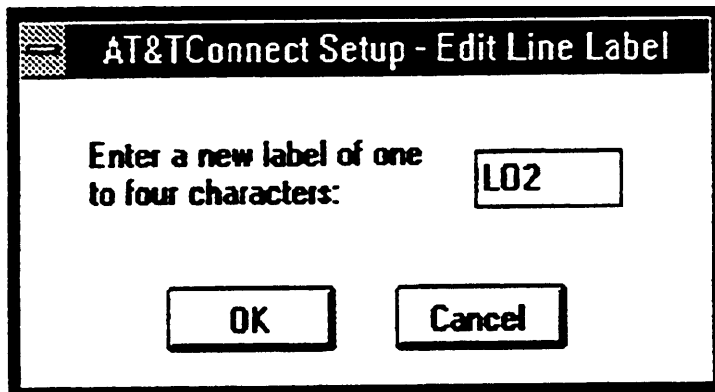 AT&TConnect Setup - Edit Line Label
Enter a new label of one
to four characters:
L02
OK
Cancel